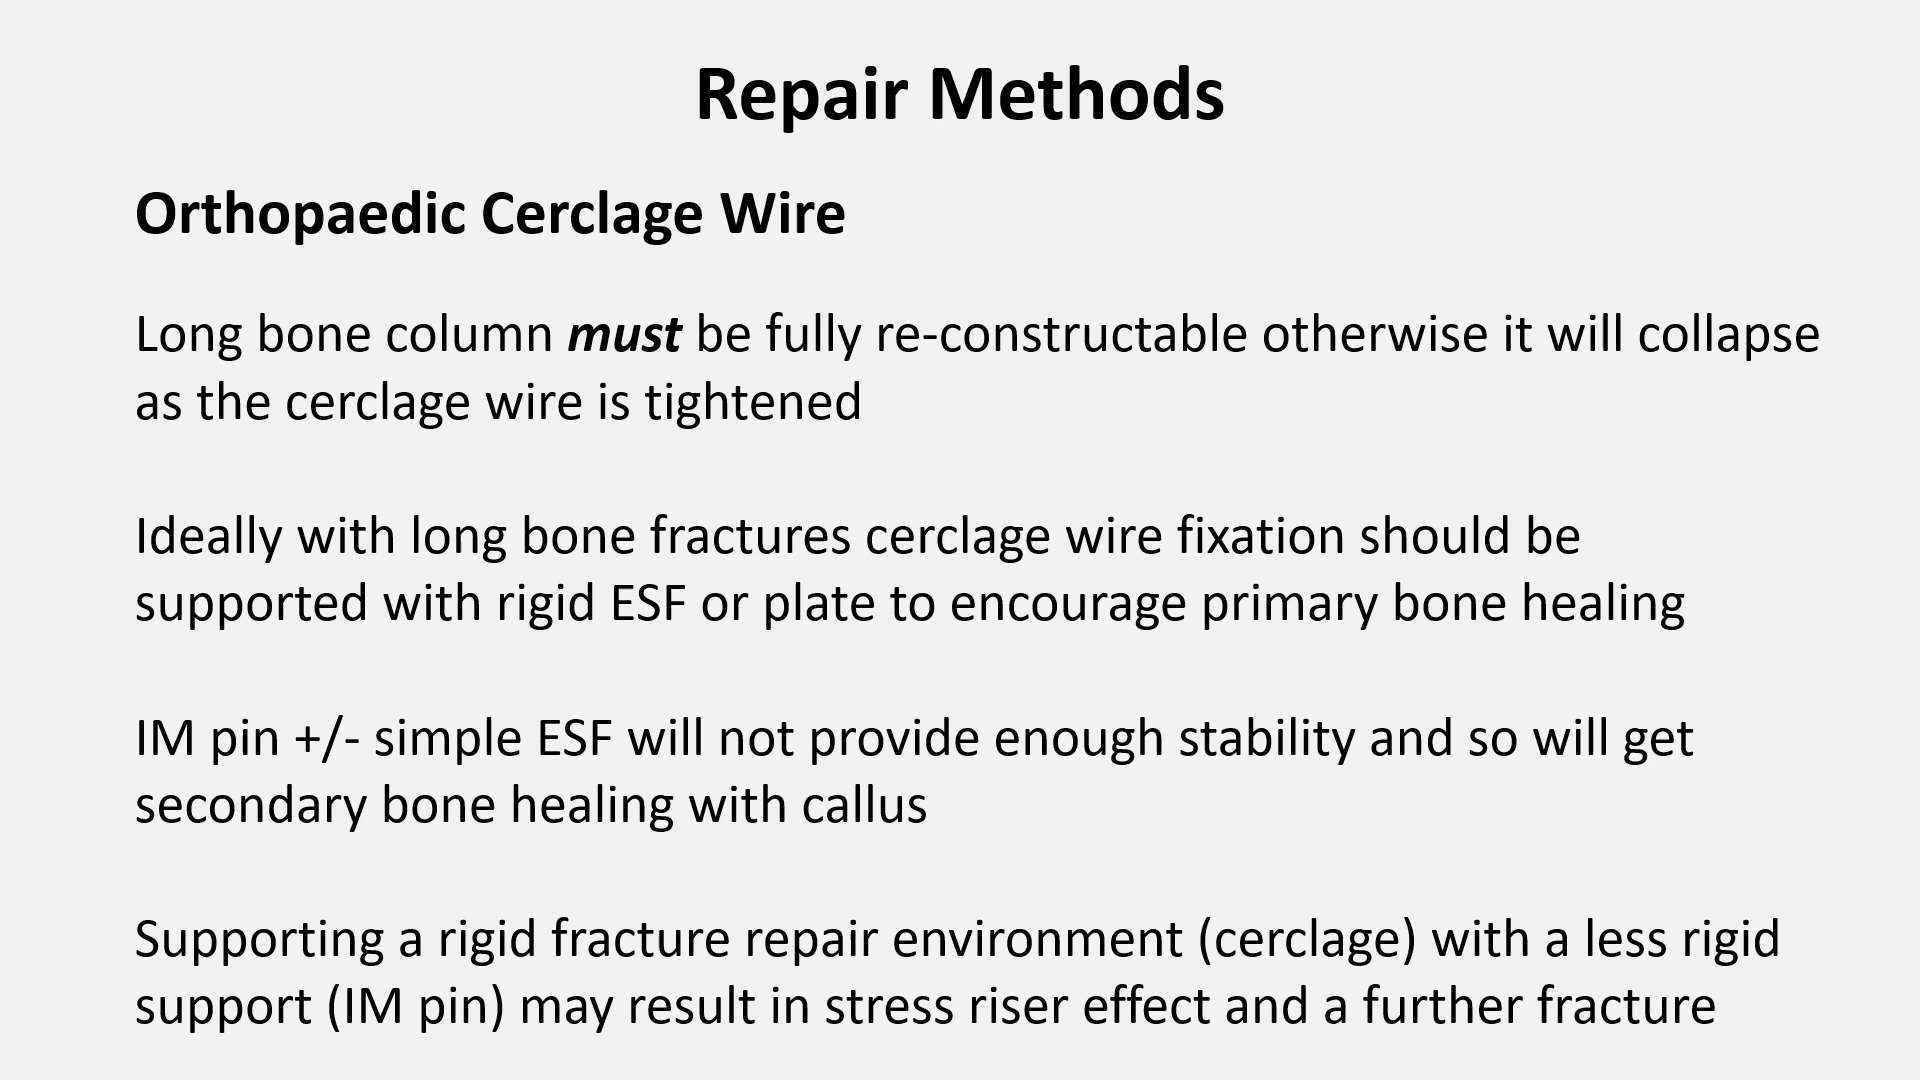 Repair Methods
Orthopaedic Cerclage Wire
Long bone column must be fully re-constructable otherwise it will collapse
as the cerclage wire is tightened
Ideally with long bone fractures cerclage wire fixation should be
supported with rigid ESF or plate to encourage primary bone healing
IM pin +/- simple ESF will not provide enough stability and so will get
secondary bone healing with callus
Supporting a rigid fracture repair environment (cerclage) with a less rigid
support (IM pin) may result in stress riser effect and a further fracture